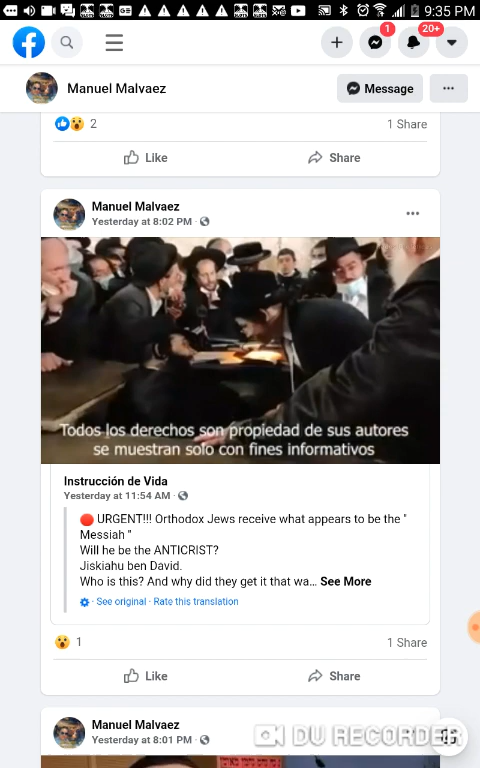 9:35 PM
1
20+
Manuel Malvaez
Message
2
1 Share
Like
Share
Manuel Malvaez
Yesterday at 8:02 PM ·
Todos los derechos son propiedad de sus autores
se muestran solo con fines informativos
Instrucción de Vida
Yesterday at 11:54 AM ·
URGENT!!! Orthodox Jews receive what appears to be the "
Messiah "
Will he be the ANTICRIST?
Jiskiahu ben David.
Who is this? And why did they get it that wa... See More
· See original · Rate this translation
1
1 Share
Like
Share
Manuel Malvaez
Yesterday at 8:01 PM ·
DU RECORDER